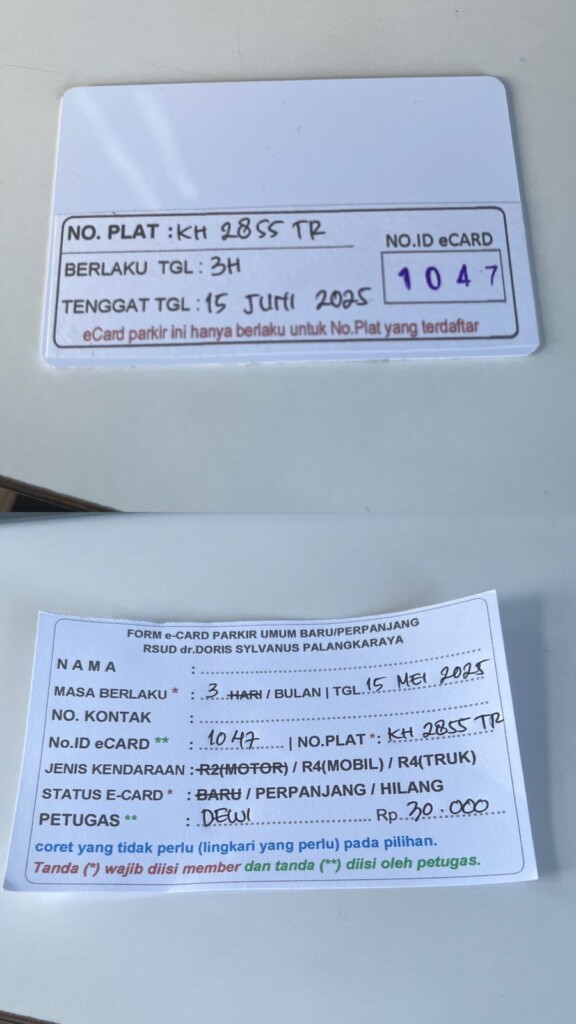 NO. PLAT : KH 2855 TR
NO.ID eCARD
BERLAKU TGL : 3H
1047
TENGGAT TGL : 15 JUNI 2025
eCard parkir ini hanya berlaku untuk No.Plat yang terdaftar
FORM e-CARD PARKIR UMUM BARU/PERPANJANG
RSUD dr.DORIS SYLVANUS PALANGKARAYA
NAMA :
MASA BERLAKU * : 3 HARI / BULAN | TGL. 15 MEI 2025
NO. KONTAK :
No.ID eCARD ** : 1047 | NO.PLAT *: KH 2855 TR
JENIS KENDARAAN : R2(MOTOR) / R4(MOBIL) / R4(TRUK)
STATUS E-CARD * : BARU / PERPANJANG / HILANG
PETUGAS ** : DEWI Rp. 30.000
coret yang tidak perlu (lingkari yang perlu) pada pilihan.
Tanda (*) wajib diisi member dan tanda (**) diisi oleh petugas.